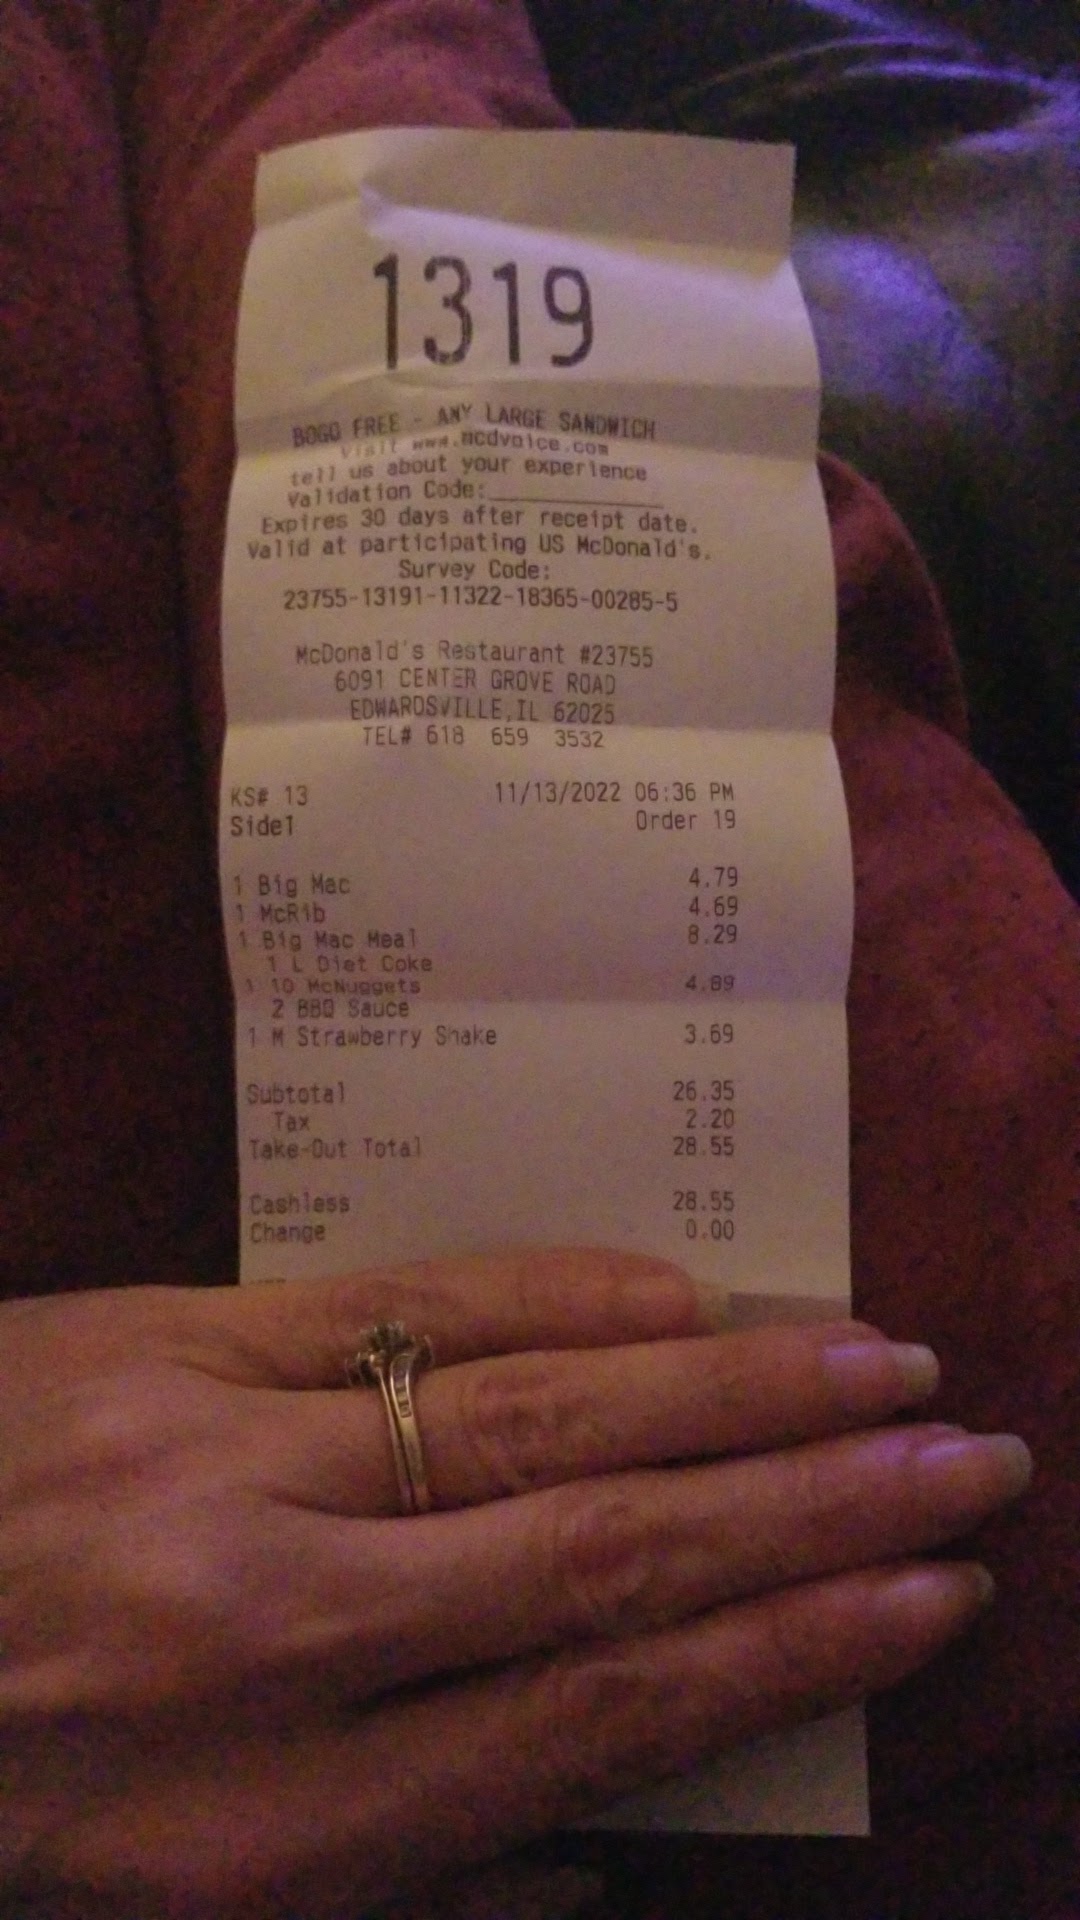 1319
BOGO FREE - ANY LARGE SANDWICH
Visit www.mcdvoice.com
tell us about your experience
Validation Code:____________
Expires 30 days after receipt date.
Valid at participating US McDonald's.
Survey Code:
23755-13191-11322-18365-00285-5
McDonald's Restaurant #23755
6091 CENTER GROVE ROAD
EDWARDSVILLE,IL 62025
TEL# 618 659 3532
KS# 13 11/13/2022 06:36 PM
Side1 Order 19
1 Big Mac 4.79
1 McRib 4.69
1 Big Mac Meal 8.29
1 L Diet Coke
1 10 McNuggets 4.89
2 BBQ Sauce
1 M Strawberry Shake 3.69
Subtotal 26.35
Tax 2.20
Take-Out Total 28.55
Cashless 28.55
Change 0.00